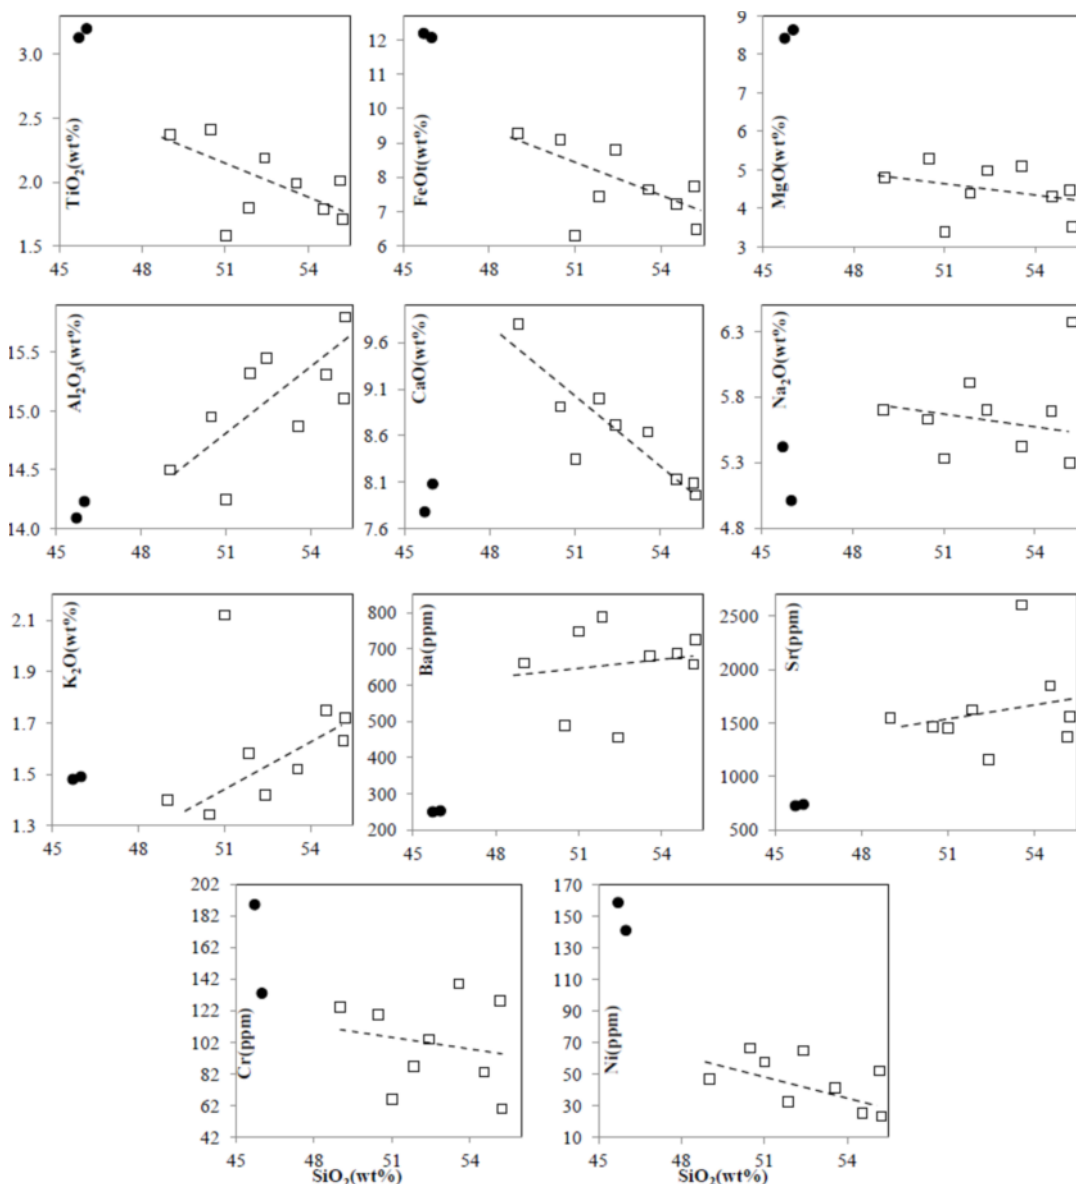 TiO2(wt%)
3.0
2.5
2.0
1.5
45 48 51 54
FeOt(wt%)
12
11
10
9
8
7
6
45 48 51 54
MgO(wt%)
9
8
7
6
5
4
3
45 48 51 54
Al2O3(wt%)
15.5
15.0
14.5
14.0
45 48 51 54
CaO(wt%)
9.6
9.1
8.6
8.1
7.6
45 48 51 54
Na2O(wt%)
6.3
5.8
5.3
4.8
45 48 51 54
K2O(wt%)
2.1
1.9
1.7
1.5
1.3
45 48 51 54
Ba(ppm)
800
700
600
500
400
300
200
45 48 51 54
Sr(ppm)
2500
2000
1500
1000
500
45 48 51 54
Cr(ppm)
202
182
162
142
122
102
82
62
42
45 48 51 54
SiO2(wt%)
Ni(ppm)
170
150
130
110
90
70
50
30
10
45 48 51 54
SiO2(wt%)